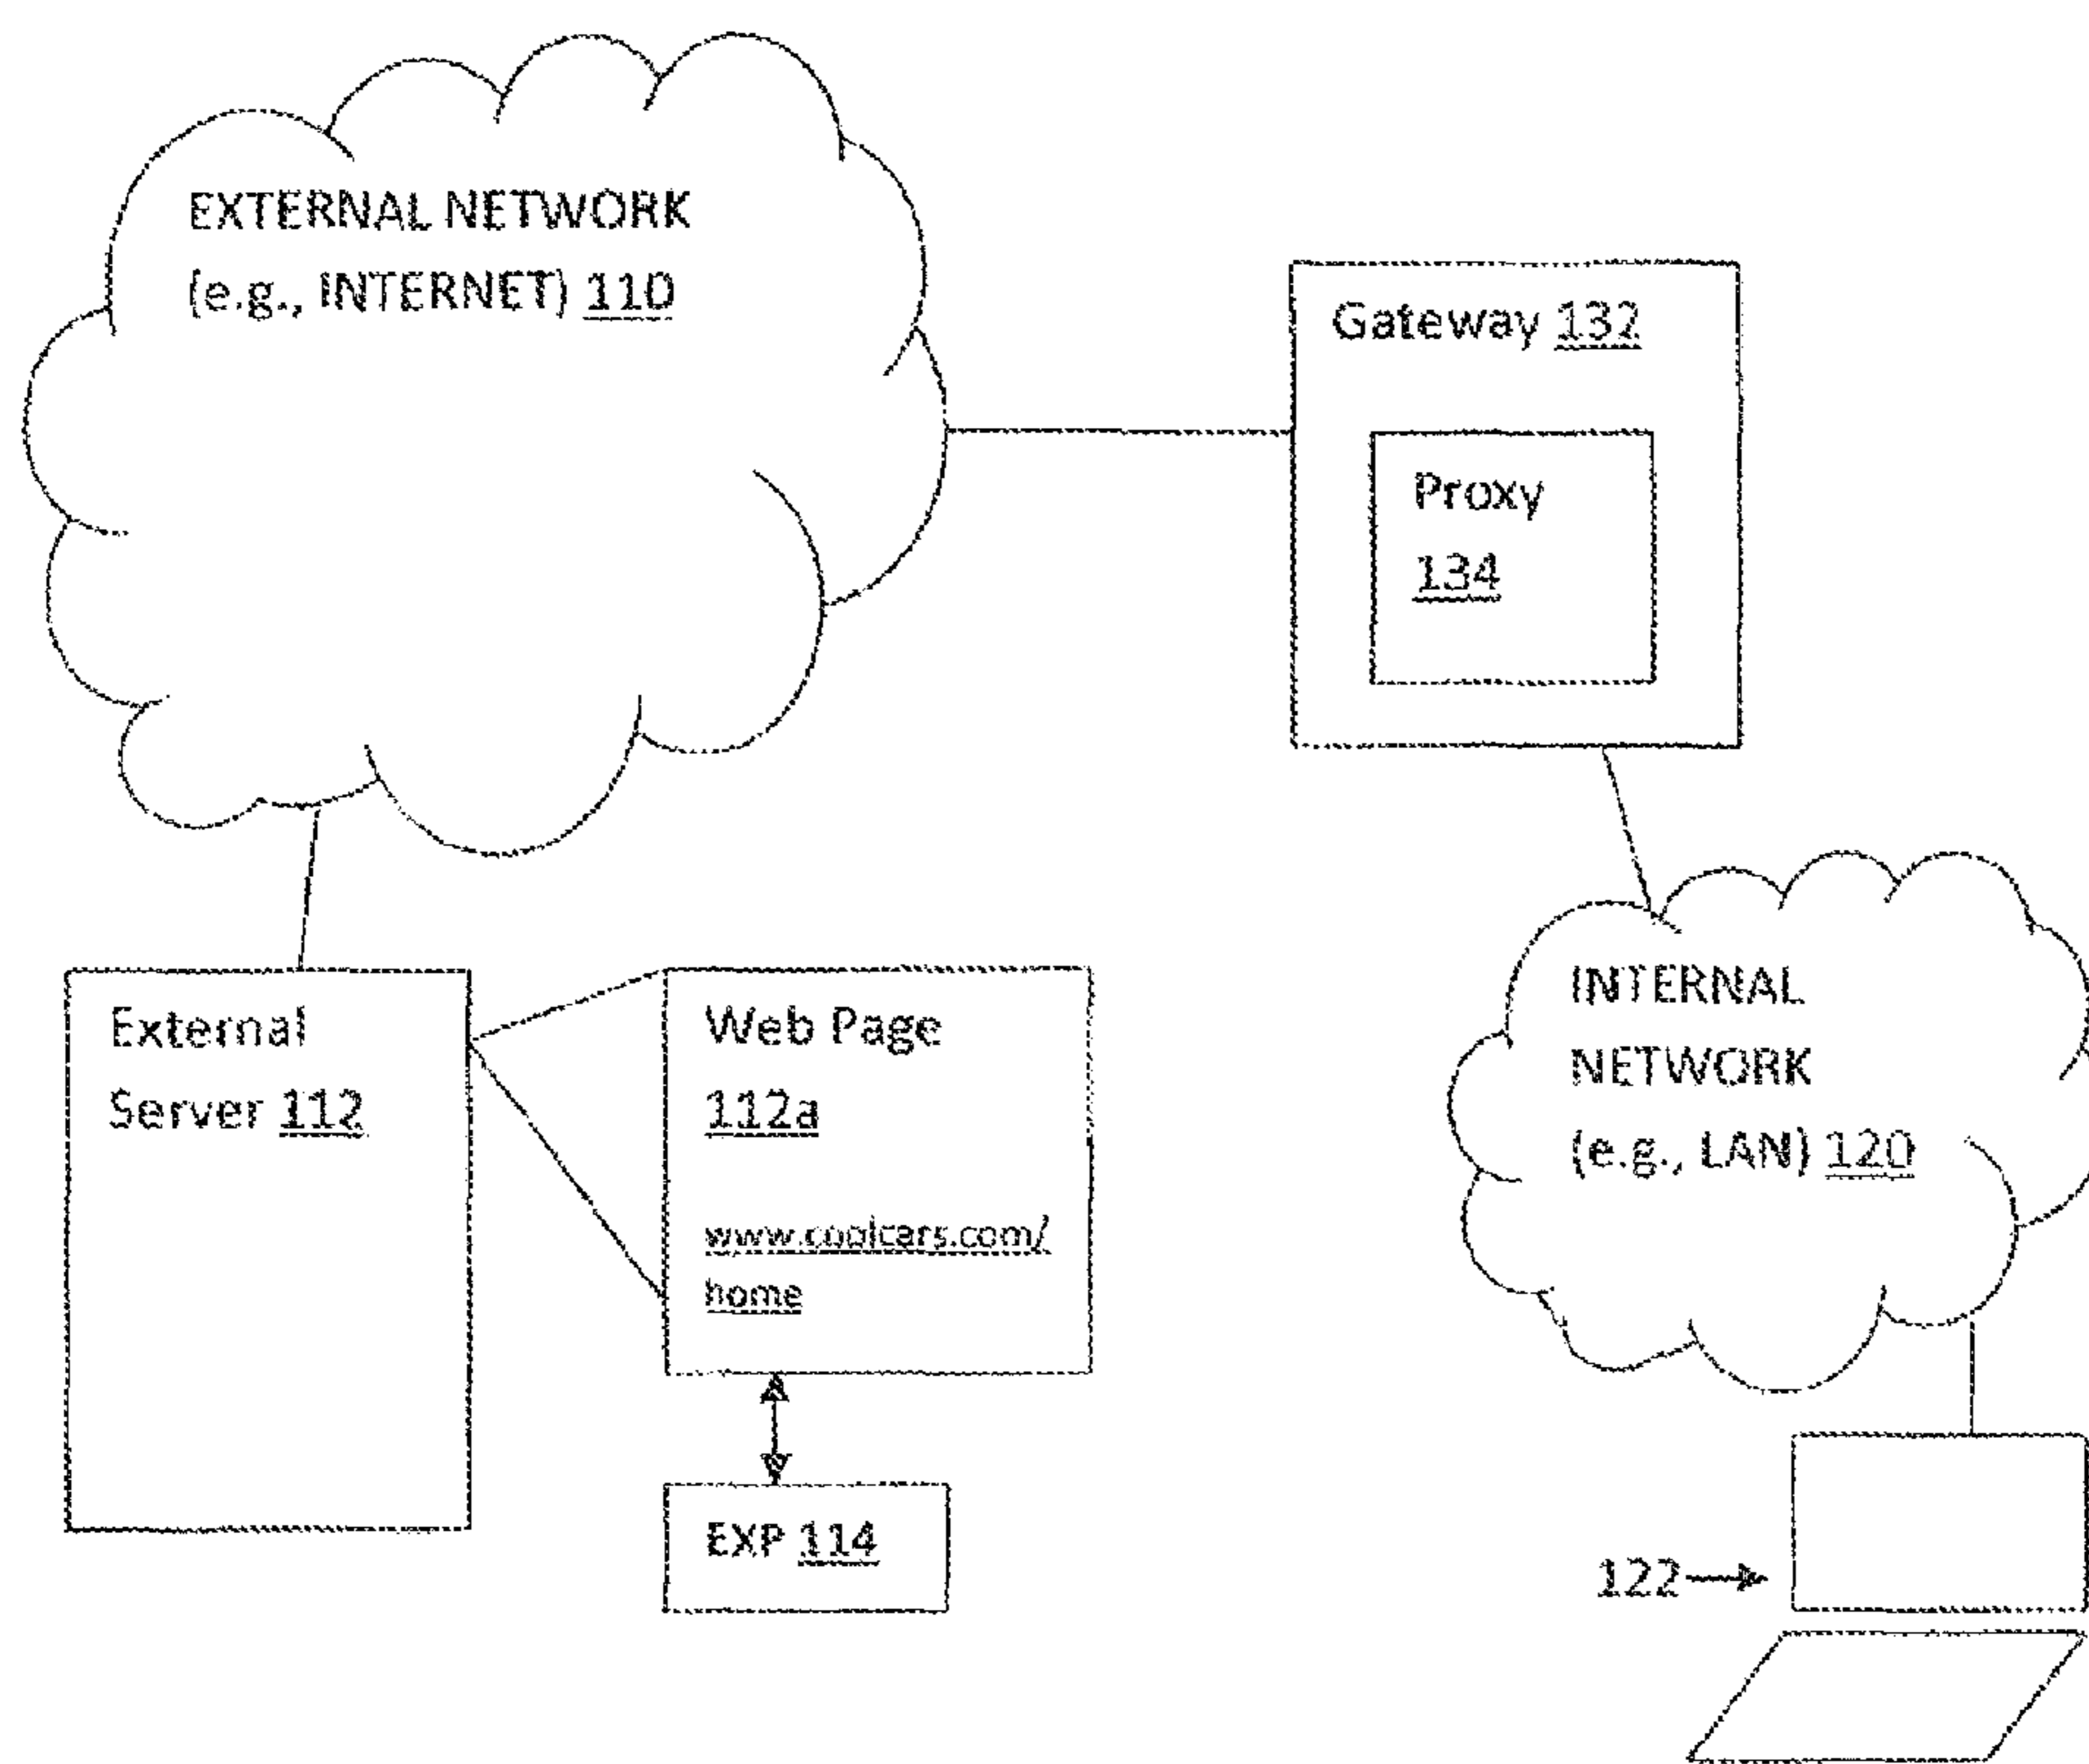 EXTERNAL NETWORK
(e.g., INTERNET) 110
Gateway 132
Proxy
134
External
Server 112
Web Page
112a
www.coolcars.com/
home
EXP 114
INTERNAL
NETWORK
(e.g., LAN) 120
122